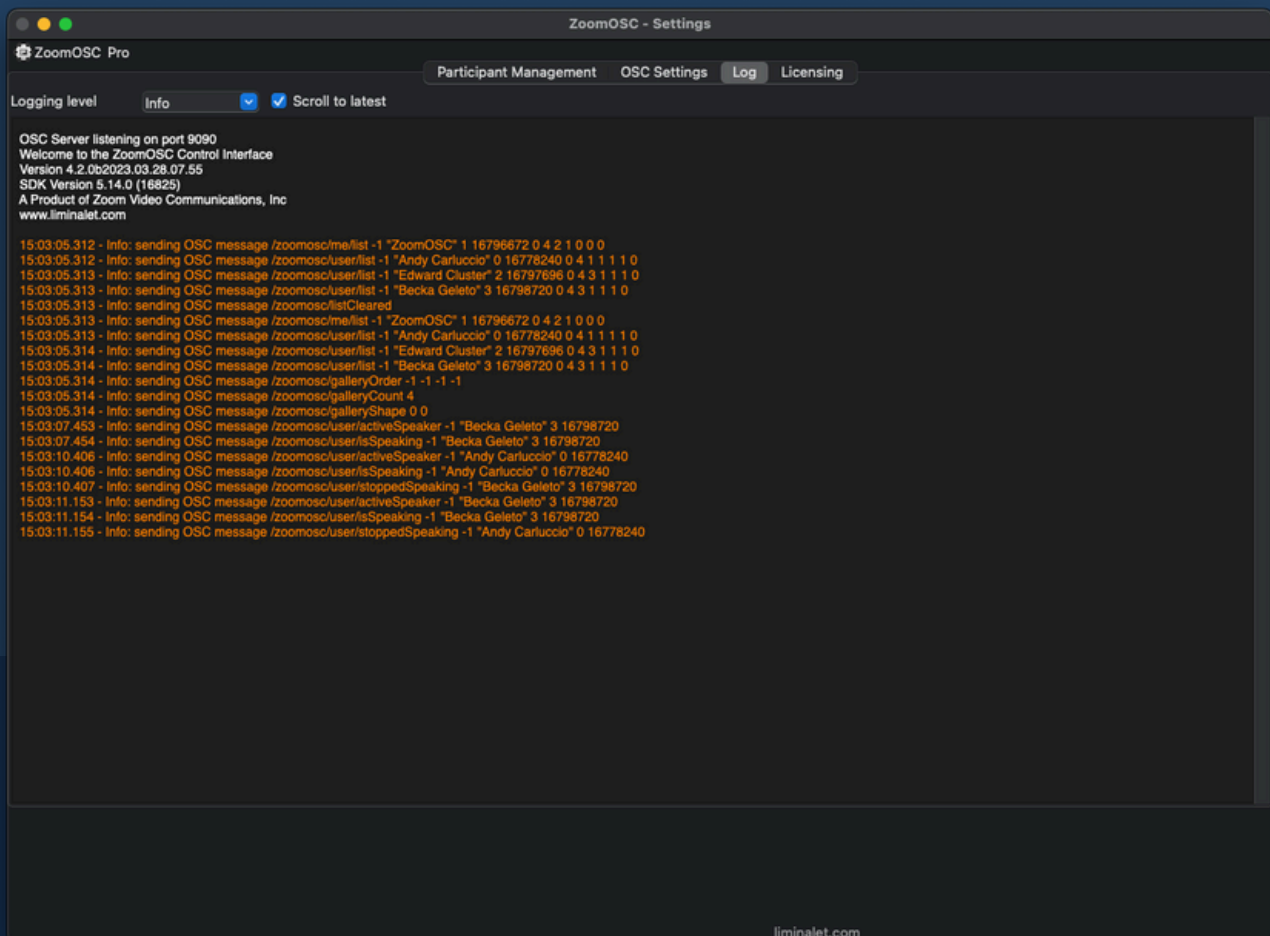 ZoomOSC - Settings
ZoomOSC Pro
Participant Management OSC Settings Log Licensing
Logging level Info Scroll to latest
OSC Server listening on port 9090
Welcome to the ZoomOSC Control Interface
Version 4.2.0b2023.03.28.07.55
SDK Version 5.14.0 (16825)
A Product of Zoom Video Communications, Inc
www.liminalet.com
15:03:05.312 - Info: sending OSC message /zoomosc/me/list -1 "ZoomOSC" 1 16796672 0 4 2 1 0 0 0
15:03:05.312 - Info: sending OSC message /zoomosc/user/list -1 "Andy Carluccio" 0 16778240 0 4 1 1 1 1 0
15:03:05.313 - Info: sending OSC message /zoomosc/user/list -1 "Edward Cluster" 2 16797696 0 4 3 1 1 1 0
15:03:05.313 - Info: sending OSC message /zoomosc/user/list -1 "Becka Geleto" 3 16798720 0 4 3 1 1 1 0
15:03:05.313 - Info: sending OSC message /zoomosc/listCleared
15:03:05.313 - Info: sending OSC message /zoomosc/me/list -1 "ZoomOSC" 1 16796672 0 4 2 1 0 0 0
15:03:05.313 - Info: sending OSC message /zoomosc/user/list -1 "Andy Carluccio" 0 16778240 0 4 1 1 1 1 0
15:03:05.314 - Info: sending OSC message /zoomosc/user/list -1 "Edward Cluster" 2 16797696 0 4 3 1 1 1 0
15:03:05.314 - Info: sending OSC message /zoomosc/user/list -1 "Becka Geleto" 3 16798720 0 4 3 1 1 1 0
15:03:05.314 - Info: sending OSC message /zoomosc/galleryOrder -1 -1 -1 -1
15:03:05.314 - Info: sending OSC message /zoomosc/galleryCount 4
15:03:05.314 - Info: sending OSC message /zoomosc/galleryShape 0 0
15:03:07.453 - Info: sending OSC message /zoomosc/user/activeSpeaker -1 "Becka Geleto" 3 16798720
15:03:07.454 - Info: sending OSC message /zoomosc/user/isSpeaking -1 "Becka Geleto" 3 16798720
15:03:10.406 - Info: sending OSC message /zoomosc/user/activeSpeaker -1 "Andy Carluccio" 0 16778240
15:03:10.406 - Info: sending OSC message /zoomosc/user/isSpeaking -1 "Andy Carluccio" 0 16778240
15:03:10.407 - Info: sending OSC message /zoomosc/user/stoppedSpeaking -1 "Becka Geleto" 3 16798720
15:03:11.153 - Info: sending OSC message /zoomosc/user/activeSpeaker -1 "Becka Geleto" 3 16798720
15:03:11.154 - Info: sending OSC message /zoomosc/user/isSpeaking -1 "Becka Geleto" 3 16798720
15:03:11.155 - Info: sending OSC message /zoomosc/user/stoppedSpeaking -1 "Andy Carluccio" 0 16778240
liminalet.com